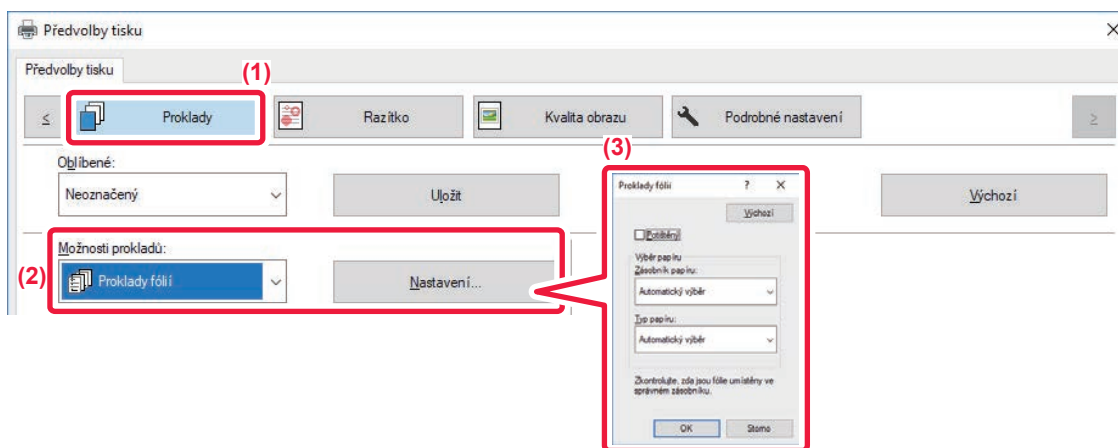 Předvolby tisku
Předvolby tisku
(1)
< Proklady Razítko Kvalita obrazu Podrobné nastavení >
Oblíbené:
Neoznačený Uložit Výchozí
(2)
Možnosti prokladů:
Proklady fólií Nastavení...
(3)
Proklady fólií ? X
Výchozí
Potištěný
Výběr papíru
Zásobník papíru:
Automatický výběr
Typ papíru:
Automatický výběr
Zkontrolujte, zda jsou fólie umístěny ve
správném zásobníku.
OK Storno